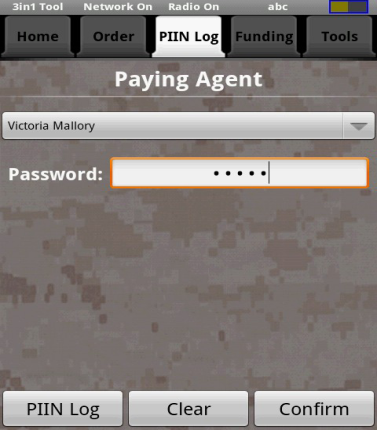 3in1 Tool Network On Radio On abc
Home Order PIIN Log Funding Tools
Paying Agent
Victoria Mallory
Password: •••••
PIIN Log Clear Confirm